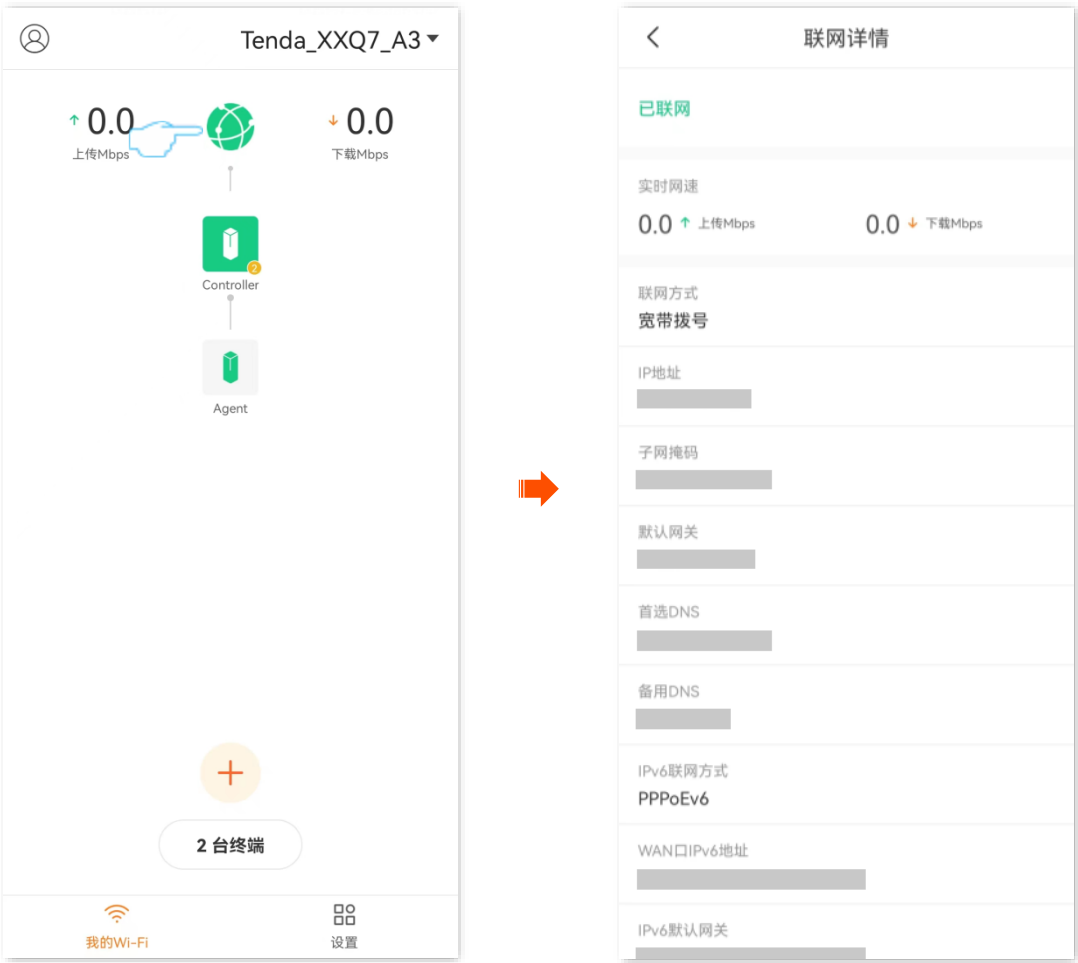 Tenda_XXQ7_A3
0.0
上传Mbps
0.0
下载Mbps
2
Controller
Agent
2 台终端
我的Wi-Fi
设置
联网详情
已联网
实时网速
0.0 上传Mbps
0.0 下载Mbps
联网方式
宽带拨号
IP地址
子网掩码
默认网关
首选DNS
备用DNS
IPv6联网方式
PPPoEv6
WAN口IPv6地址
IPv6默认网关